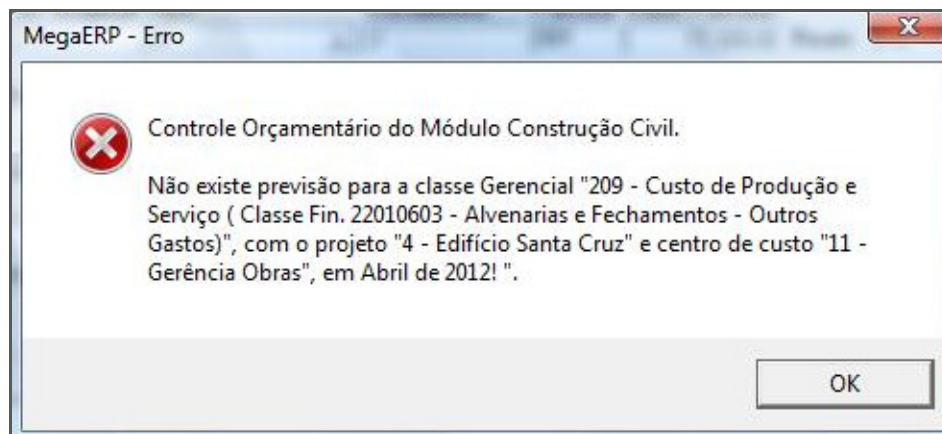 MegaERP - Erro
Controle Orçamentário do Módulo Construção Civil.
Não existe previsão para a classe Gerencial "209 - Custo de Produção e
Serviço ( Classe Fin. 22010603 - Alvenarias e Fechamentos - Outros
Gastos)", com o projeto "4 - Edifício Santa Cruz" e centro de custo "11 -
Gerência Obras", em Abril de 2012! ".
OK